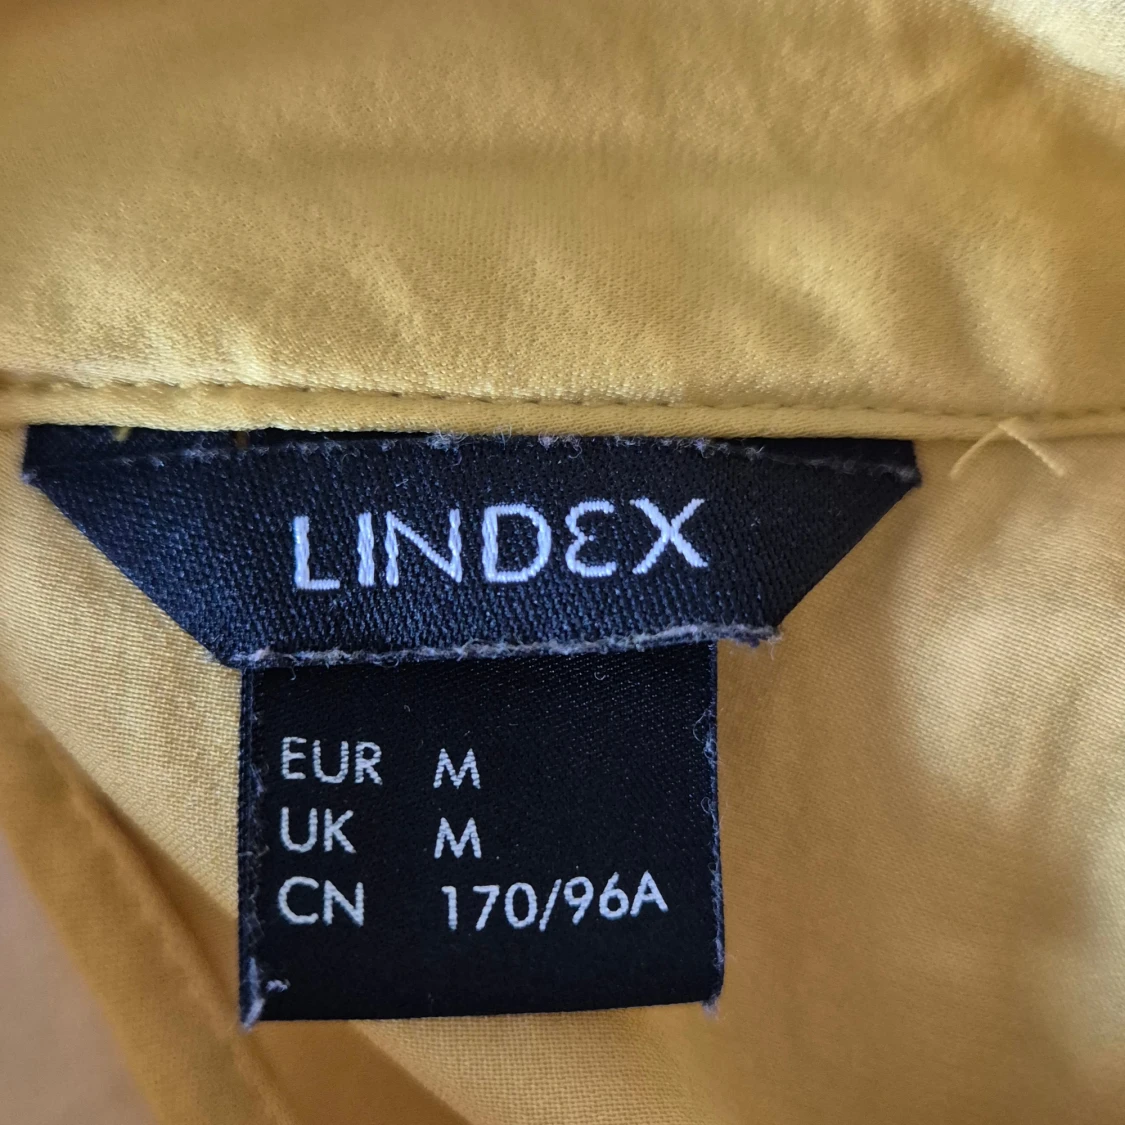 LINDEX
EUR M
UK M
CN 170/96A